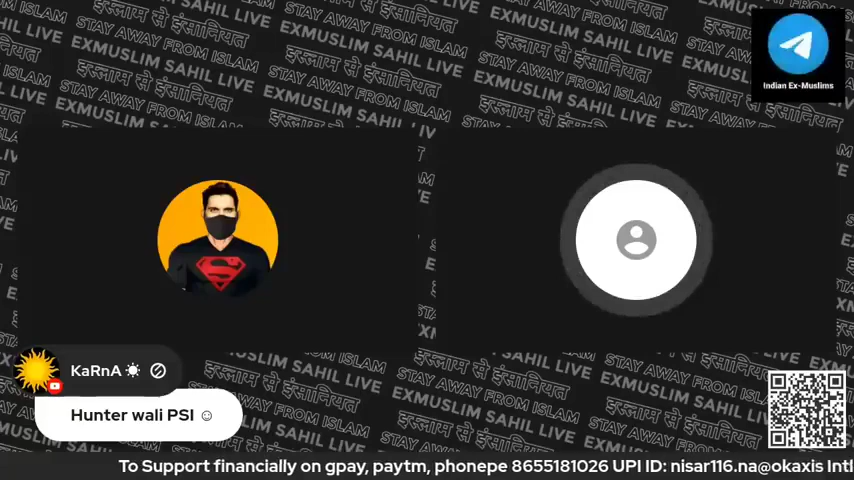 STAY AWAY FROM ISLAM
EXMUSLIM SAHIL LIVE
इस्लाम से इंसानियत
Indian Ex-Muslims
KaRnA
Hunter wali PSI ☺
To Support financially on gpay, paytm, phonepe 8655181026 UPI ID: nisar116.na@okaxis Intl